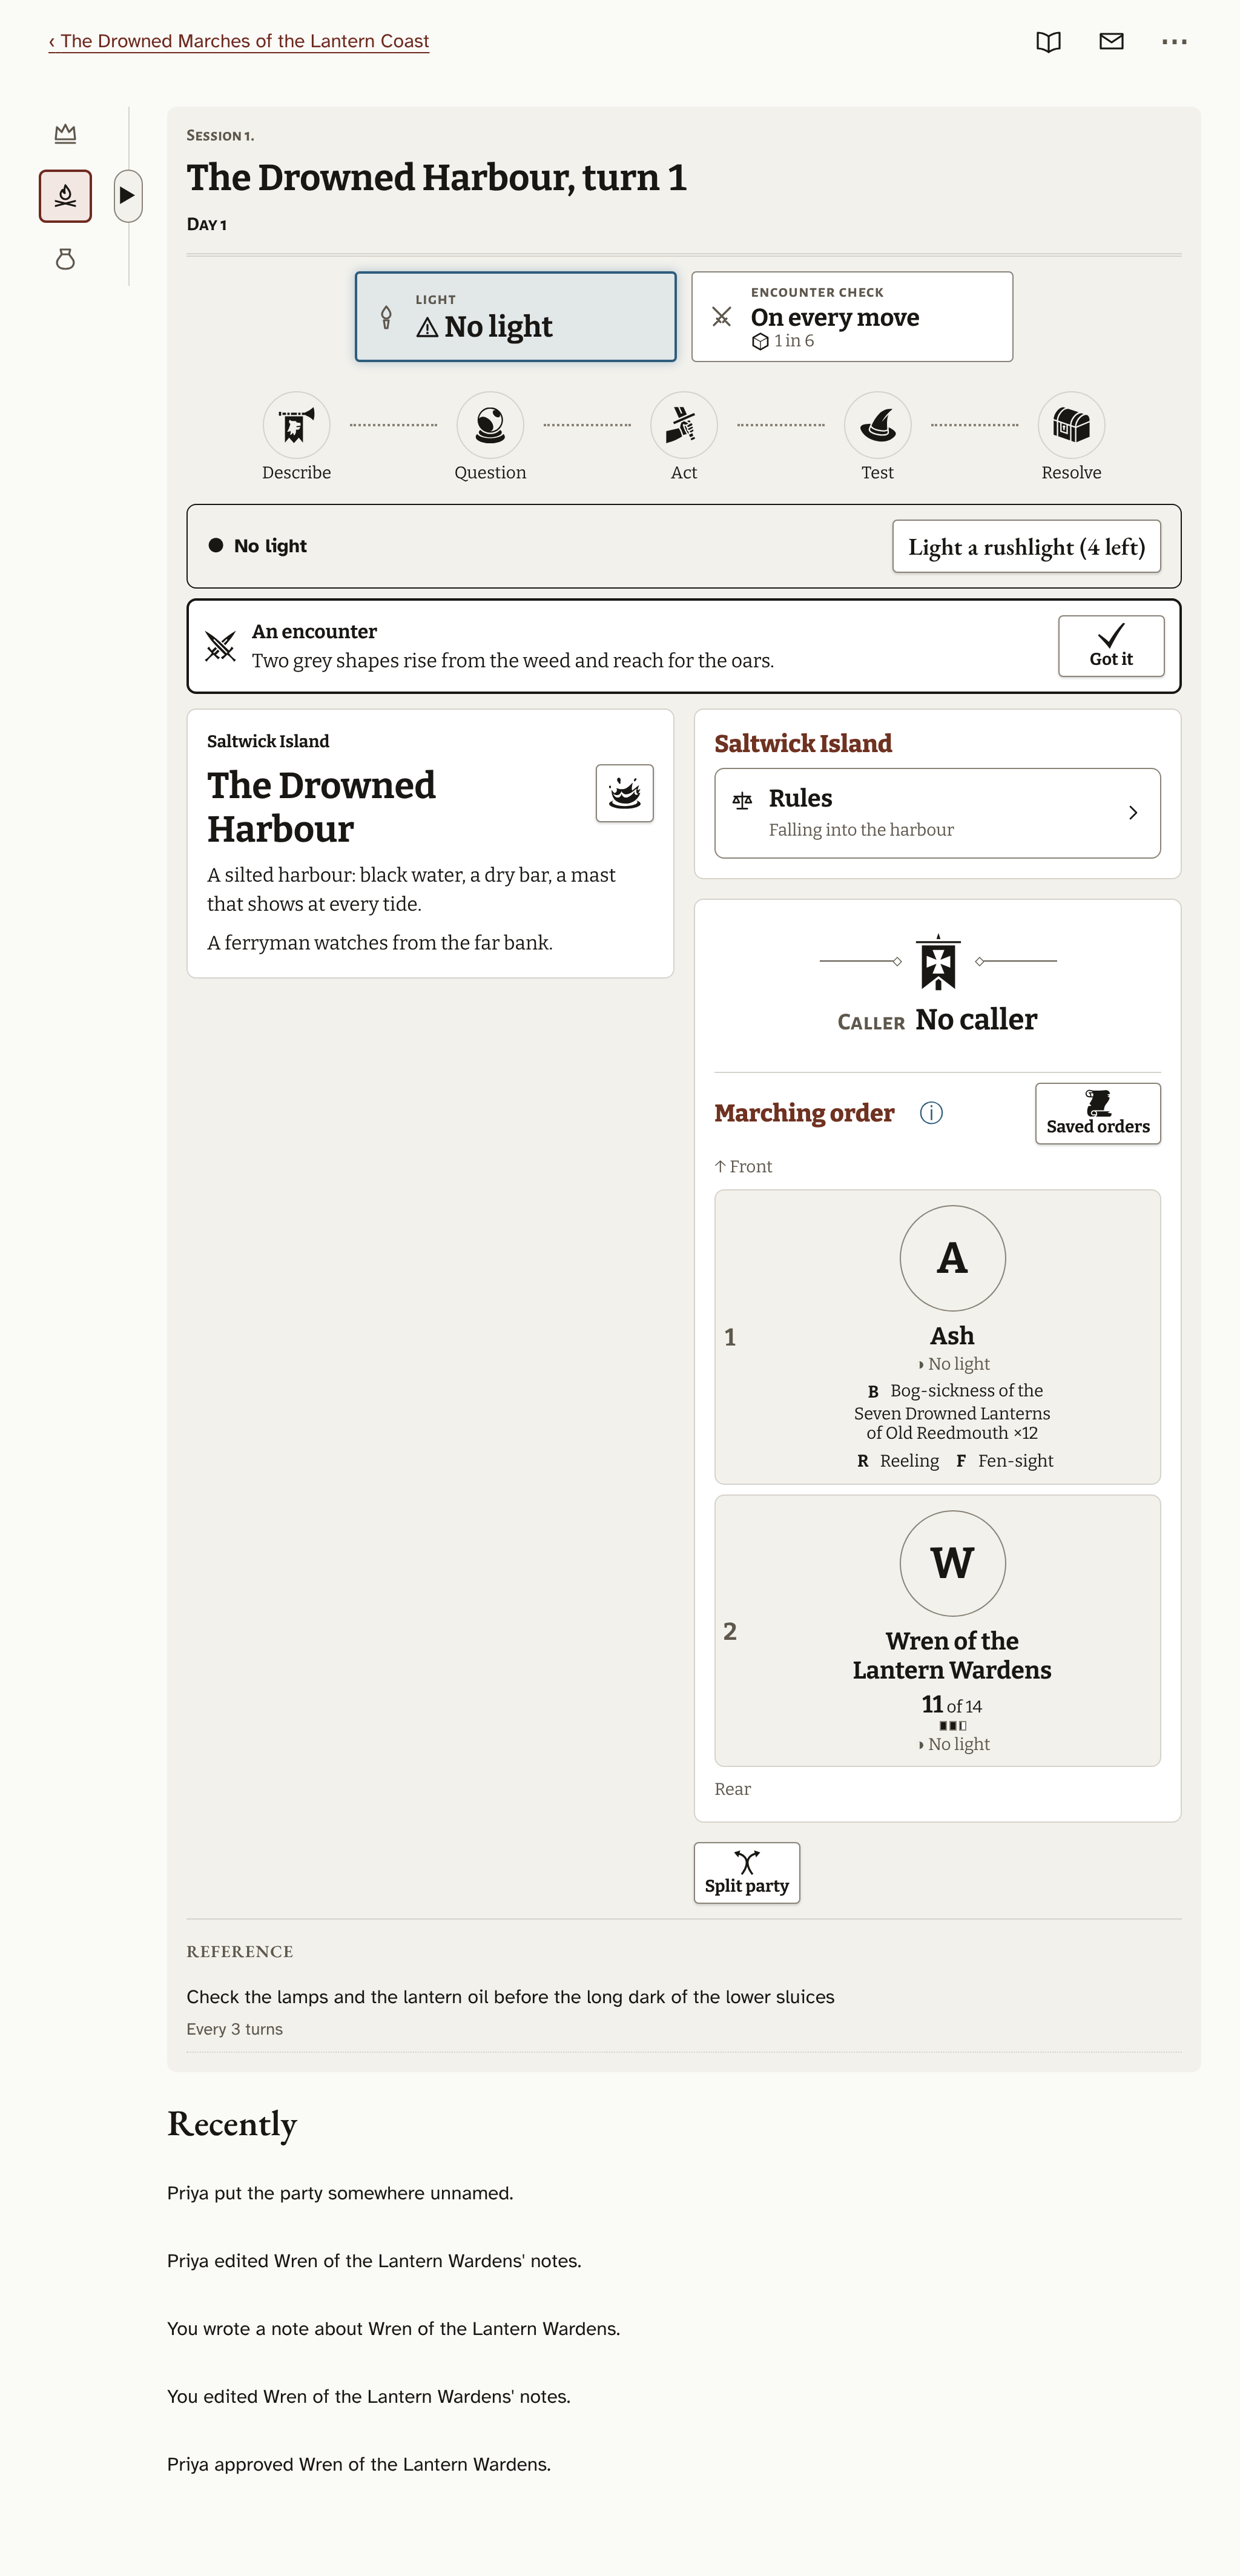 ‹ The Drowned Marches of the Lantern Coast
SESSION 1.
The Drowned Harbour, turn 1
DAY 1
LIGHT
No light
ENCOUNTER CHECK
On every move
1 in 6
Describe
Question
Act
Test
Resolve
No light
Light a rushlight (4 left)
An encounter
Two grey shapes rise from the weed and reach for the oars.
Got it
Saltwick Island
The Drowned
Harbour
A silted harbour: black water, a dry bar, a mast
that shows at every tide.
A ferryman watches from the far bank.
Saltwick Island
Rules
Falling into the harbour
CALLER No caller
Marching order
Saved orders
↑ Front
1
A
Ash
No light
B Bog-sickness of the
Seven Drowned Lanterns
of Old Reedmouth ×12
R Reeling F Fen-sight
2
W
Wren of the
Lantern Wardens
11 of 14
No light
Rear
Split party
REFERENCE
Check the lamps and the lantern oil before the long dark of the lower sluices
Every 3 turns
Recently
Priya put the party somewhere unnamed.
Priya edited Wren of the Lantern Wardens' notes.
You wrote a note about Wren of the Lantern Wardens.
You edited Wren of the Lantern Wardens' notes.
Priya approved Wren of the Lantern Wardens.